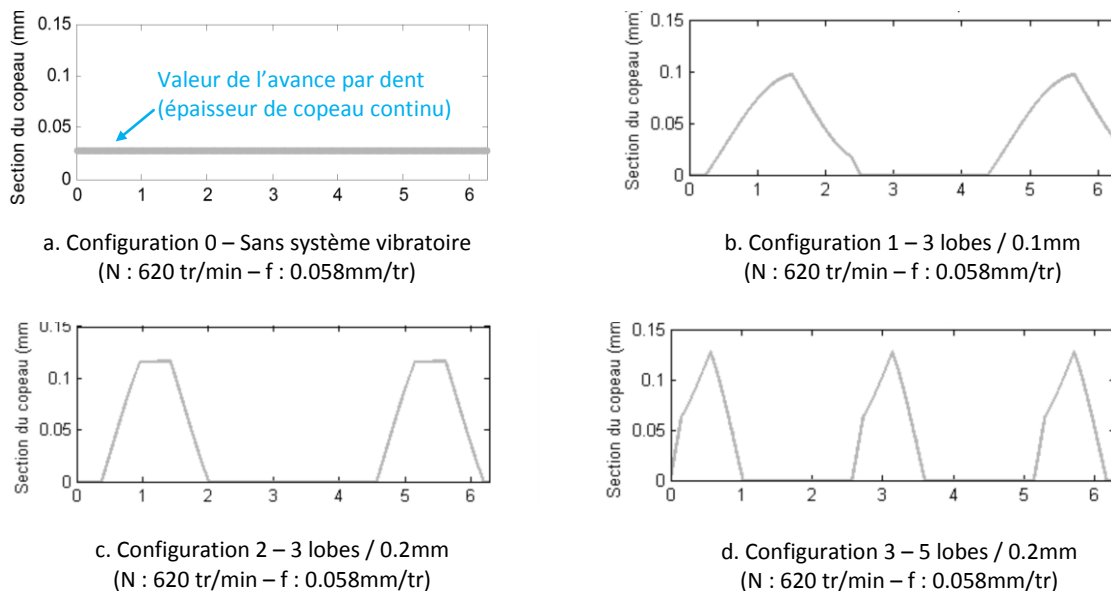 Section du copeau (mm
0.15
0.1
0.05
0
0 1 2 3 4 5 6
Valeur de l’avance par dent
(épaisseur de copeau continu)
a. Configuration 0 – Sans système vibratoire
(N : 620 tr/min – f : 0.058mm/tr)
Section du copeau (mm
0.15
0.1
0.05
0
0 1 2 3 4 5 6
b. Configuration 1 – 3 lobes / 0.1mm
(N : 620 tr/min – f : 0.058mm/tr)
Section du copeau (mm
0.15
0.1
0.05
0
0 1 2 3 4 5 6
c. Configuration 2 – 3 lobes / 0.2mm
(N : 620 tr/min – f : 0.058mm/tr)
Section du copeau (mm
0.15
0.1
0.05
0
0 1 2 3 4 5 6
d. Configuration 3 – 5 lobes / 0.2mm
(N : 620 tr/min – f : 0.058mm/tr)